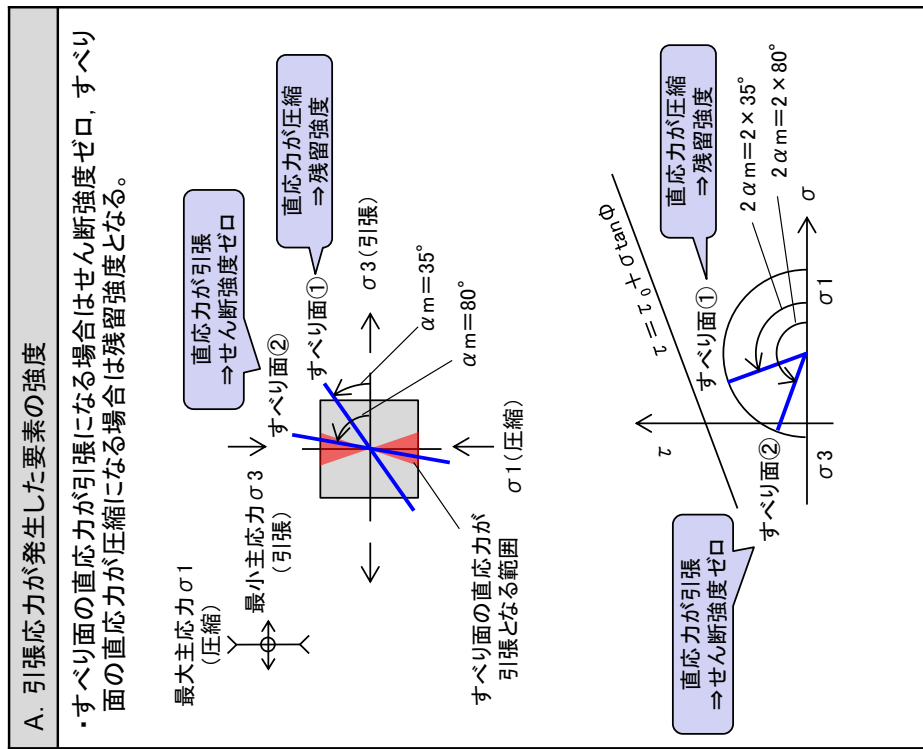 A. 引張応力が発生した要素の強度
・すべり面の直応力が引張になる場合はせん断強度ゼロ，すべり
面の直応力が圧縮になる場合は残留強度となる。
最大主応力σ1
(圧縮)
最小主応力σ3
(引張)
直応力が引張
⇒せん断強度ゼロ
すべり面②
直応力が圧縮
⇒残留強度
すべり面①
σ3(引張)
αm=35°
αm=80°
σ1(圧縮)
すべり面の直応力が
引張となる範囲
直応力が引張
⇒せん断強度ゼロ
すべり面②
τ
τ=τ₀+σtanΦ
直応力が圧縮
⇒残留強度
すべり面①
2αm=2×35°
2αm=2×80°
σ3
σ1
σ